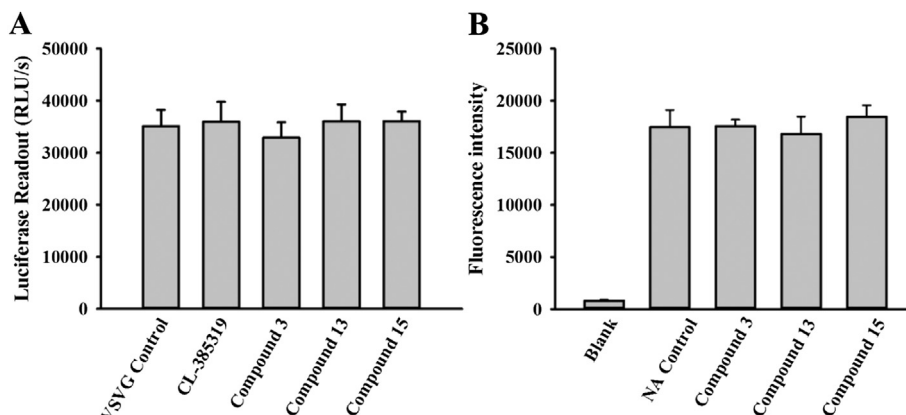 A
B
Luciferase Readout (RLU/s)
50000
40000
30000
20000
10000
0
VSVG Control
CL-385319
Compound 3
Compound 13
Compound 15
Fluorescence intensity
25000
20000
15000
10000
5000
0
Blank
NA Control
Compound 3
Compound 13
Compound 15